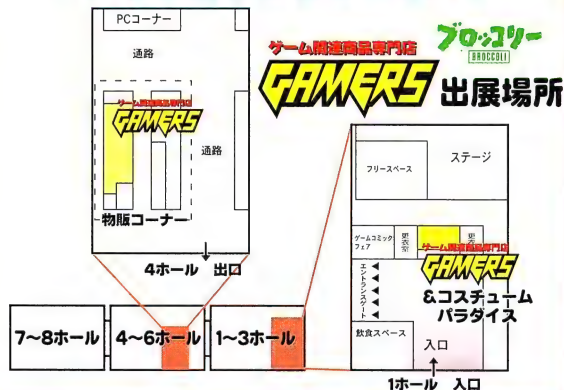 PCコーナー
通路
ゲーム関連商品専門店
GAMERS
通路
物販コーナー
4ホール 出口
ブロッコリー
BROCCOLI
ゲーム関連商品専門店
GAMERS 出展場所
フリースペース
ステージ
ゲームコミック
フェア
更衣室
更衣室
ゲーム関連商品専門店
GAMERS
&コスチューム
パラダイス
エントランスゲート
飲食スペース
入口
1ホール 入口
7〜8ホール
4〜6ホール
1〜3ホール